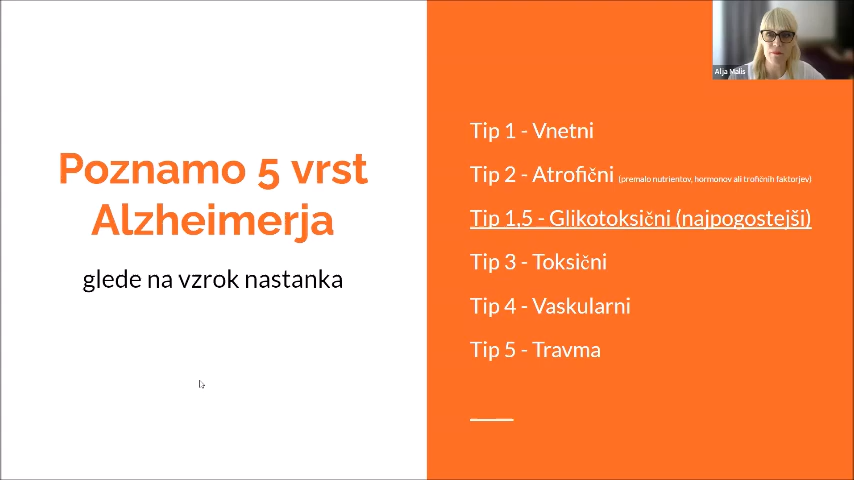 Poznamo 5 vrst
Alzheimerja
glede na vzrok nastanka
Alja Malis
Tip 1 - Vnetni
Tip 2 - Atrofični (premalo nutrientov, hormonov ali trofičnih faktorjev)
Tip 1,5 - Glikotoksični (najpogostejši)
Tip 3 - Toksični
Tip 4 - Vaskularni
Tip 5 - Travma